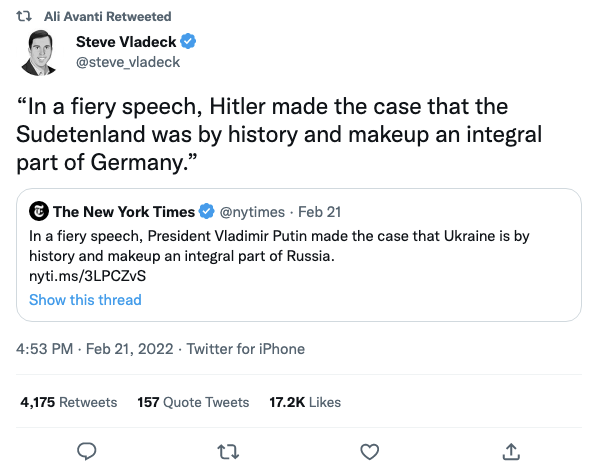 Ali Avanti Retweeted
Steve Vladeck
@steve_vladeck
“In a fiery speech, Hitler made the case that the
Sudetenland was by history and makeup an integral
part of Germany.”
The New York Times @nytimes · Feb 21
In a fiery speech, President Vladimir Putin made the case that Ukraine is by
history and makeup an integral part of Russia.
nyti.ms/3LPCZvS
Show this thread
4:53 PM · Feb 21, 2022 · Twitter for iPhone
4,175 Retweets 157 Quote Tweets 17.2K Likes